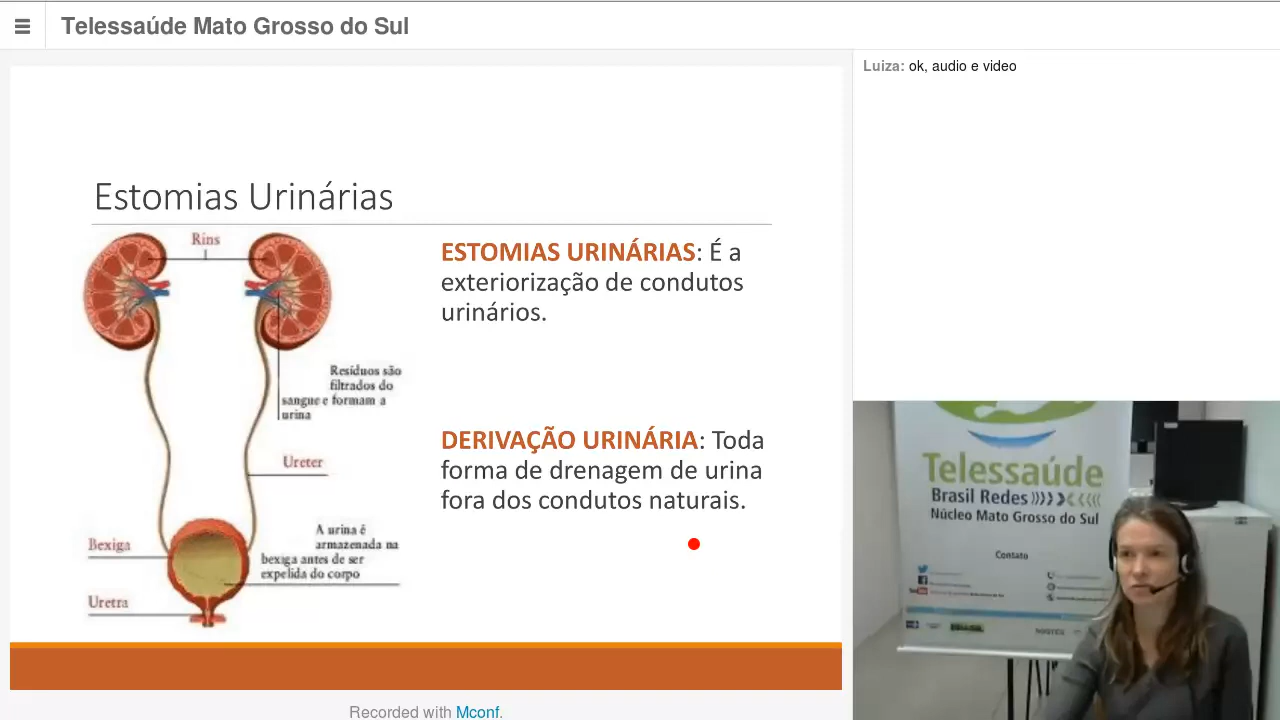 Telessaúde Mato Grosso do Sul
Luiza: ok, audio e video
Estomias Urinárias
Rins
ESTOMIAS URINÁRIAS: É a
exteriorização de condutos
urinários.
Resíduos são
filtrados do
sangue e formam a
urina
Ureter
DERIVAÇÃO URINÁRIA: Toda
forma de drenagem de urina
fora dos condutos naturais.
A urina é
armazenada na
bexiga antes de ser
expelida do corpo
Bexiga
Uretra
Telessaúde
Brasil Redes
Núcleo Mato Grosso do Sul
Contato
Recorded with Mconf.